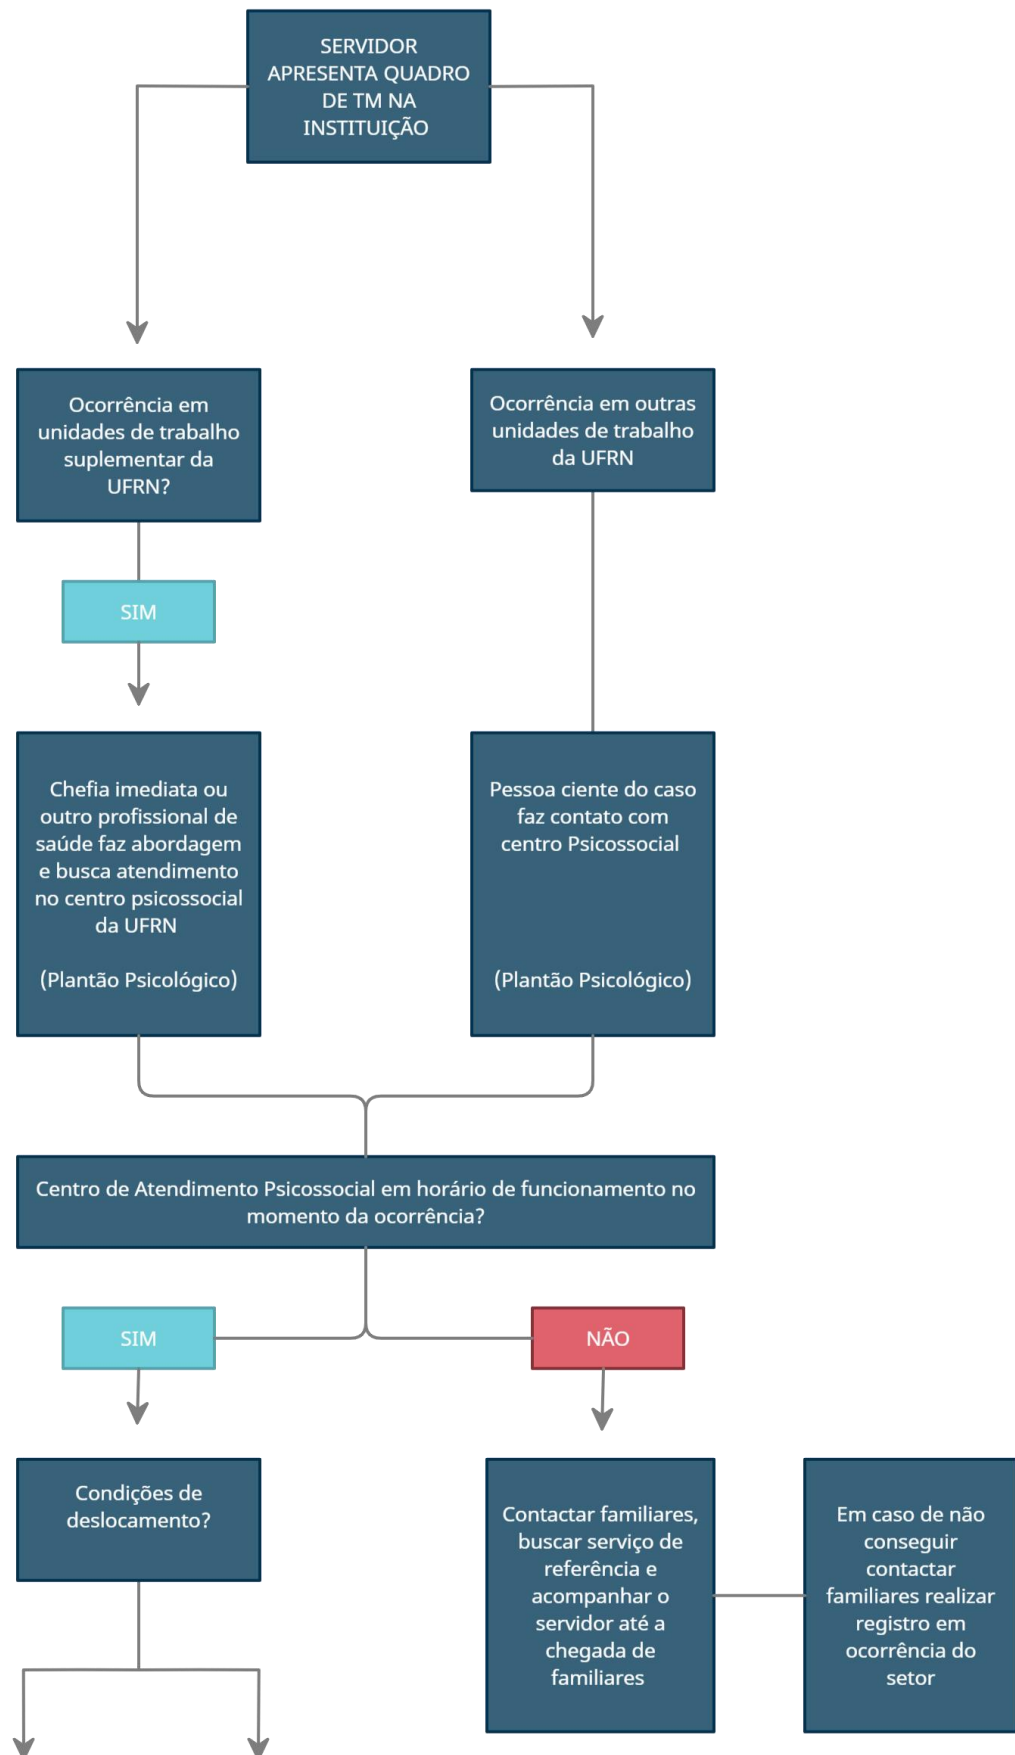 SERVIDOR
APRESENTA QUADRO
DE TM NA
INSTITUIÇÃO
Ocorrência em
unidades de trabalho
suplementar da
UFRN?
Ocorrência em outras
unidades de trabalho
da UFRN
SIM
Chefia imediata ou
outro profissional de
saúde faz abordagem
e busca atendimento
no centro psicossocial
da UFRN
(Plantão Psicológico)
Pessoa ciente do caso
faz contato com
centro Psicossocial
(Plantão Psicológico)
Centro de Atendimento Psicossocial em horário de funcionamento no
momento da ocorrência?
SIM
NÃO
Condições de
deslocamento?
Contactar familiares,
buscar serviço de
referência e
acompanhar o
servidor até a
chegada de
familiares
Em caso de não
conseguir
contactar
familiares realizar
registro em
ocorrência do
setor